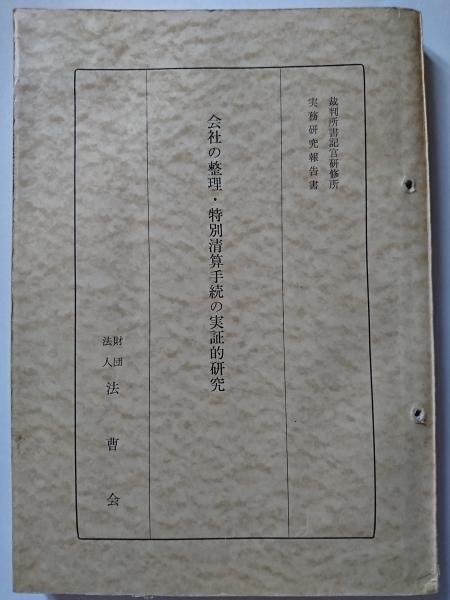 裁判所書記官研修所
実務研究報告書
会社の整理・特別清算手続の実証的研究
財団
法人
法曹会